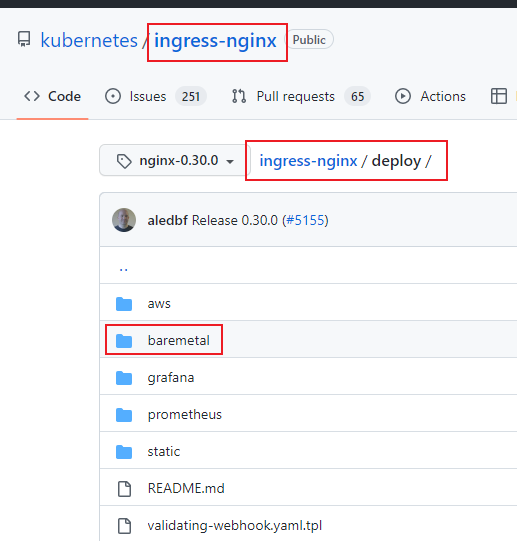 kubernetes / ingress-nginx Public
Code Issues 251 Pull requests 65 Actions
nginx-0.30.0 ingress-nginx / deploy /
aledbf Release 0.30.0 (#5155)
..
aws
baremetal
grafana
prometheus
static
README.md
validating-webhook.yaml.tpl